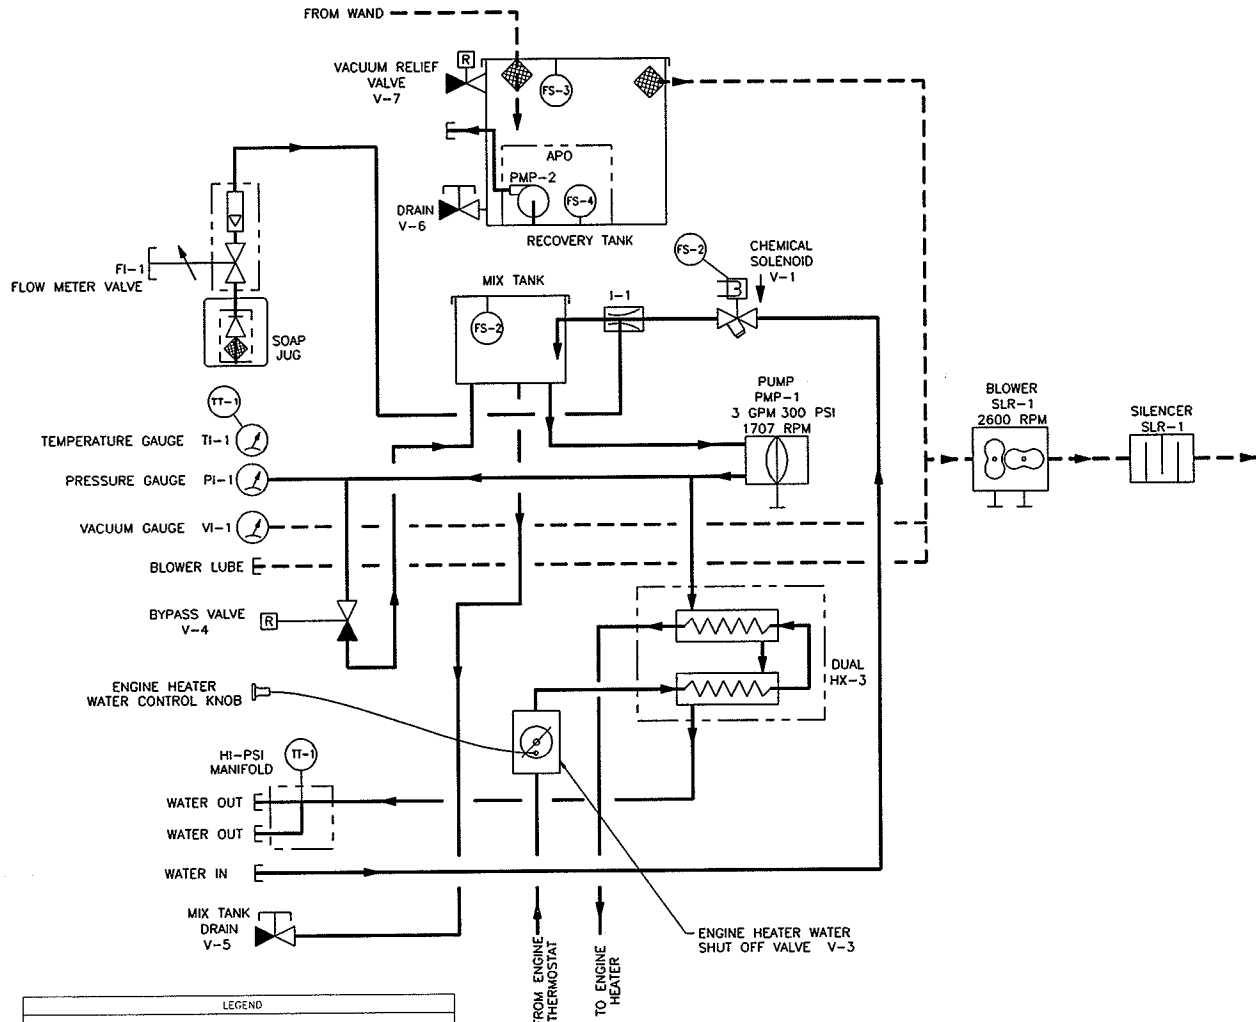 FROM WAND
R
VACUUM RELIEF
VALVE
V-7
FS-3
APO
PMP-2
FS-4
DRAIN
V-6
RECOVERY TANK
FI-1
FLOW METER VALVE
SOAP
JUG
MIX TANK
FS-2
I-1
FS-2
CHEMICAL
SOLENOID
V-1
PUMP
PMP-1
3 GPM 300 PSI
1707 RPM
BLOWER
SLR-1
2600 RPM
SILENCER
SLR-1
TT-1
TEMPERATURE GAUGE TI-1
PRESSURE GAUGE PI-1
VACUUM GAUGE VI-1
BLOWER LUBE
BYPASS VALVE
V-4
R
DUAL
HX-3
ENGINE HEATER
WATER CONTROL KNOB
HI-PSI
MANIFOLD
TT-1
WATER OUT
WATER OUT
WATER IN
MIX TANK
DRAIN
V-5
ENGINE HEATER WATER
SHUT OFF VALVE V-3
FROM ENGINE
THERMOSTAT
TO ENGINE
HEATER
LEGEND